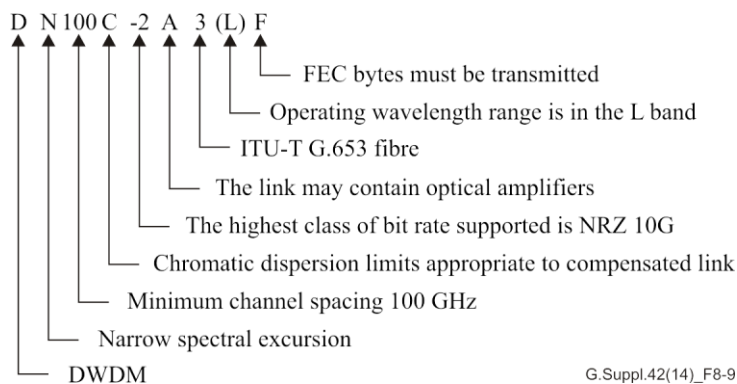 D N 100 C -2 A 3 (L) F
FEC bytes must be transmitted
Operating wavelength range is in the L band
ITU-T G.653 fibre
The link may contain optical amplifiers
The highest class of bit rate supported is NRZ 10G
Chromatic dispersion limits appropriate to compensated link
Minimum channel spacing 100 GHz
Narrow spectral excursion
DWDM
G.Suppl.42(14)_F8-9